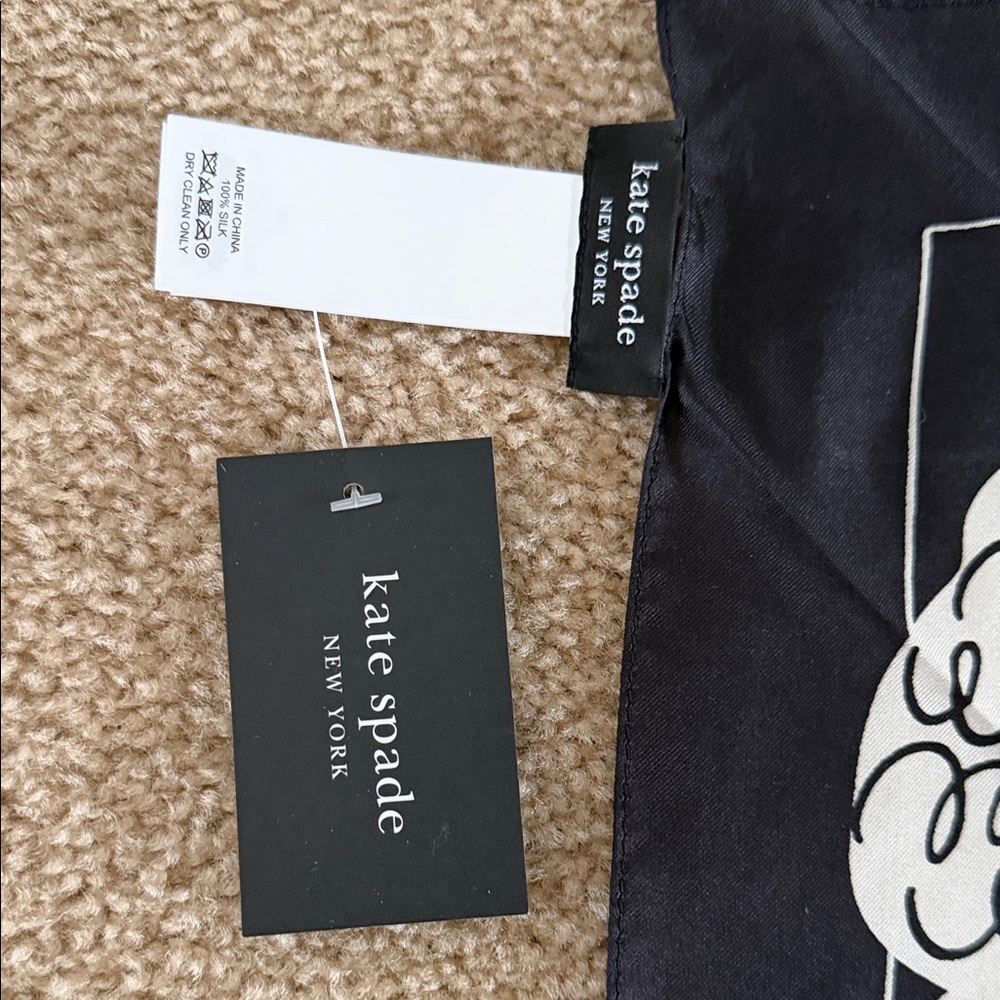 MADE IN CHINA
100% SILK
P
DRY CLEAN ONLY
kate spade
NEW YORK
kate spade
NEW YORK